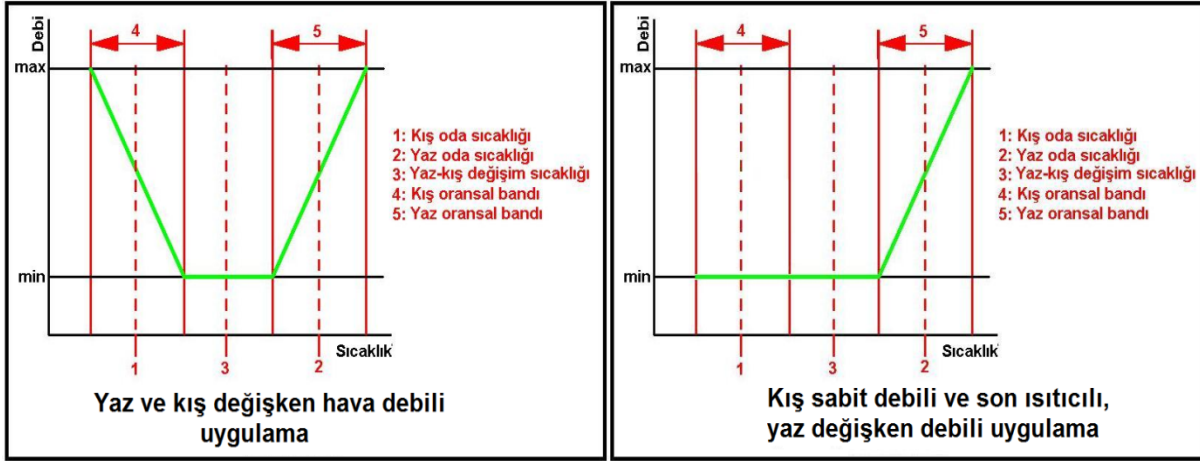 Debi
4
5
max
1: Kış oda sıcaklığı
2: Yaz oda sıcaklığı
3: Yaz-kış değişim sıcaklığı
4: Kış oransal bandı
5: Yaz oransal bandı
min
Sıcaklık
1
3
2
Yaz ve kış değişken hava debili
uygulama
Debi
4
5
max
1: Kış oda sıcaklığı
2: Yaz oda sıcaklığı
3: Yaz-kış değişim sıcaklığı
4: Kış oransal bandı
5: Yaz oransal bandı
min
Sıcaklık
1
3
2
Kış sabit debili ve son ısıtıcılı,
yaz değişken debili uygulama